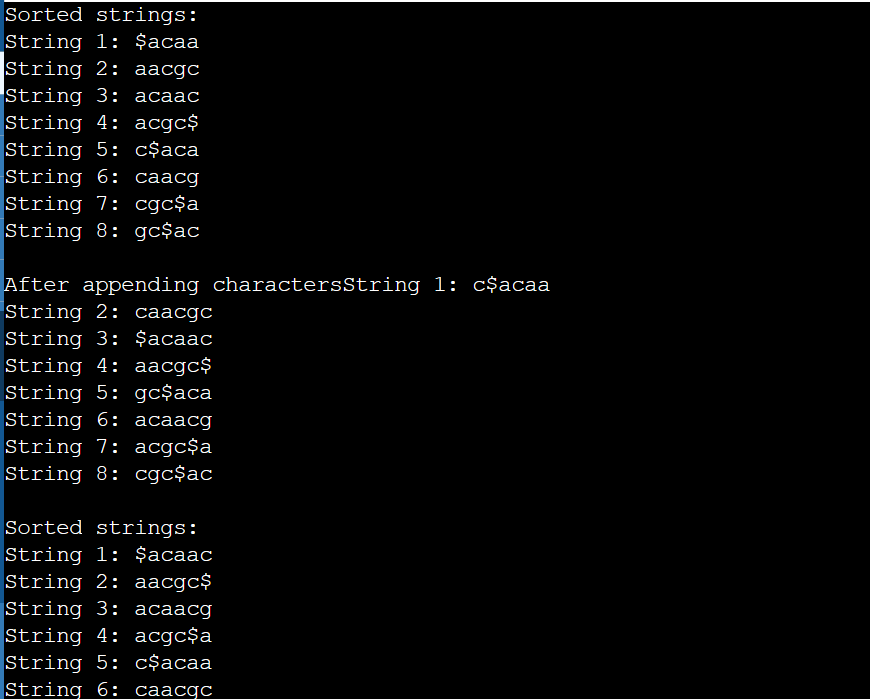 Sorted strings:
String 1: $acaa
String 2: aacgc
String 3: acaac
String 4: acgc$
String 5: c$aca
String 6: caacg
String 7: cgc$a
String 8: gc$ac
After appending charactersString 1: c$acaa
String 2: caacgc
String 3: $acaac
String 4: aacgc$
String 5: gc$aca
String 6: acaacg
String 7: acgc$a
String 8: cgc$ac
Sorted strings:
String 1: $acaac
String 2: aacgc$
String 3: acaacg
String 4: acgc$a
String 5: c$acaa
String 6: caacgc